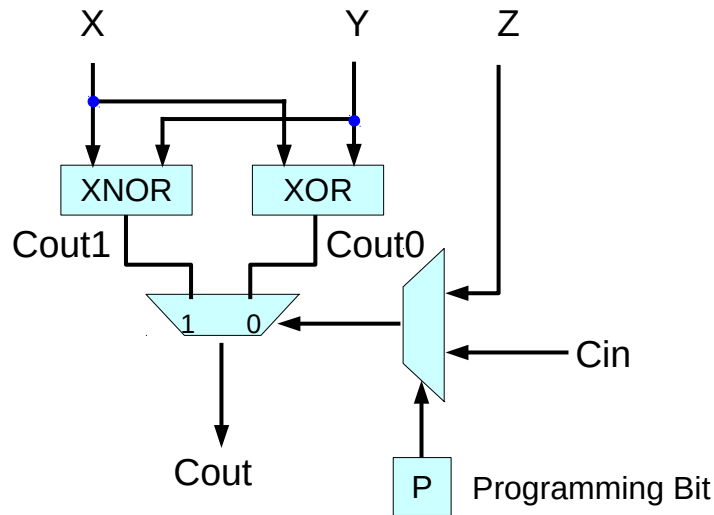 X
Y
Z
XNOR
XOR
Cout1
Cout0
1
0
Cin
Cout
P
Programming Bit